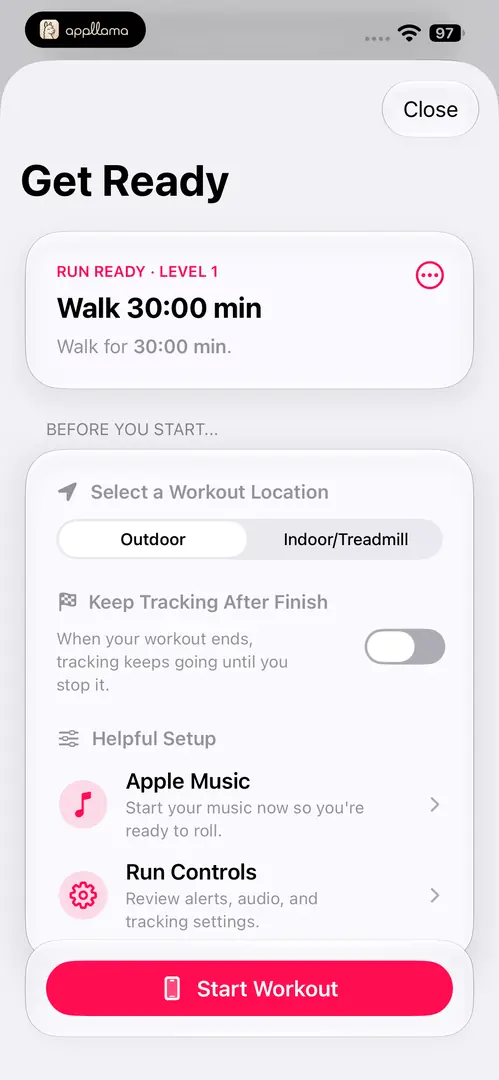 appllama
97
Close
Get Ready
RUN READY · LEVEL 1
Walk 30:00 min
Walk for 30:00 min.
BEFORE YOU START...
Select a Workout Location
Outdoor
Indoor/Treadmill
Keep Tracking After Finish
When your workout ends,
tracking keeps going until you
stop it.
Helpful Setup
Apple Music
Start your music now so you're
ready to roll.
Run Controls
Review alerts, audio, and
tracking settings.
Start Workout